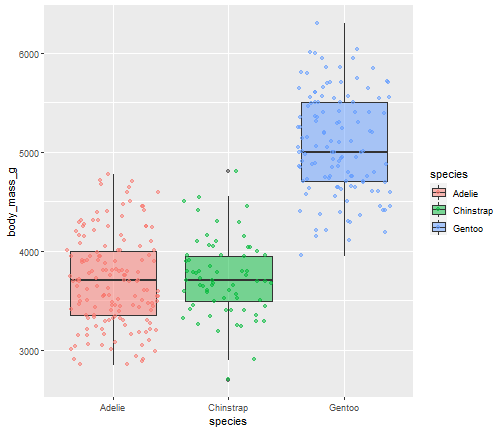 body_mass_g
6000
5000
4000
3000
Adelie
Chinstrap
Gentoo
species
species
Adelie
Chinstrap
Gentoo